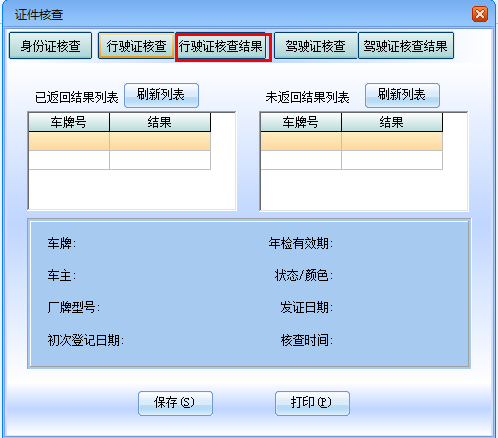 证件核查
身份证核查 行驶证核查 行驶证核查结果 驾驶证核查 驾驶证核查结果
已返回结果列表 刷新列表 未返回结果列表 刷新列表
车牌号 结果 车牌号 结果
车牌: 年检有效期:
车主: 状态/颜色:
厂牌型号: 发证日期:
初次登记日期: 核查时间:
保存(S) 打印(P)